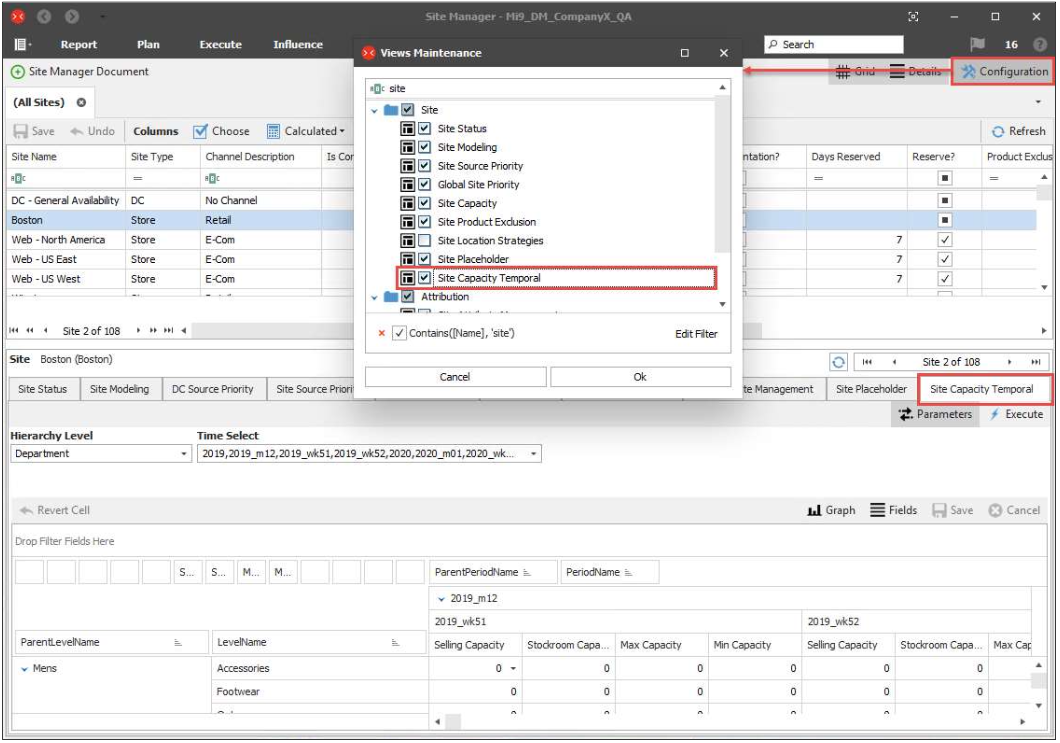 Site Manager - Mi9_DM_CompanyX_QA
Report Plan Execute Influence
Search
16
Site Manager Document
Grid Details Configuration
(All Sites)
Save Undo Columns Choose Calculated
Refresh
Site Name Site Type Channel Description Is Cor
ntation? Days Reserved Reserve? Product Exclus
= = =
DC - General Availability DC No Channel
Boston Store Retail
Web - North America Store E-Com 7
Web - US East Store E-Com 7
Web - US West Store E-Com 7
Site 2 of 108
Views Maintenance
site
Site
Site Status
Site Modeling
Site Source Priority
Global Site Priority
Site Capacity
Site Product Exclusion
Site Location Strategies
Site Placeholder
Site Capacity Temporal
Attribution
Contains([Name], 'site')
Edit Filter
Cancel Ok
Site Boston (Boston)
Site 2 of 108
Site Status Site Modeling DC Source Priority Site Source Priori te Management Site Placeholder Site Capacity Temporal
Parameters Execute
Hierarchy Level Time Select
Department 2019,2019_m12,2019_wk51,2019_wk52,2020,2020_m01,2020_wk...
Revert Cell Graph Fields Save Cancel
Drop Filter Fields Here
S... S... M... M... ParentPeriodName PeriodName
2019_m12
2019_wk51 2019_wk52
ParentLevelName LevelName Selling Capacity Stockroom Capa... Max Capacity Min Capacity Selling Capacity Stockroom Capa... Max Cap
Mens Accessories 0 0 0 0 0 0
Footwear 0 0 0 0 0 0